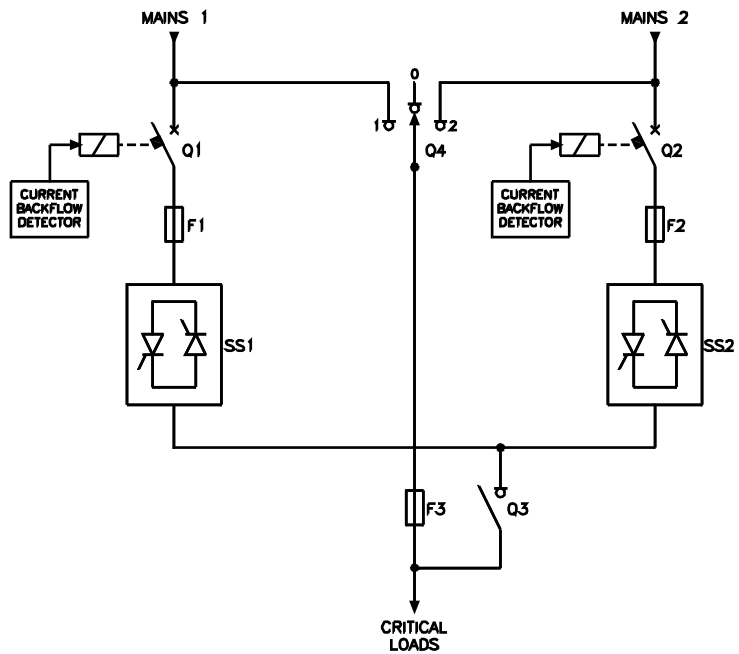 MAINS 1
MAINS 2
0
1
2
Q1
Q4
Q2
CURRENT
BACKFLOW
DETECTOR
CURRENT
BACKFLOW
DETECTOR
F1
F2
SS1
SS2
F3
Q3
CRITICAL
LOADS